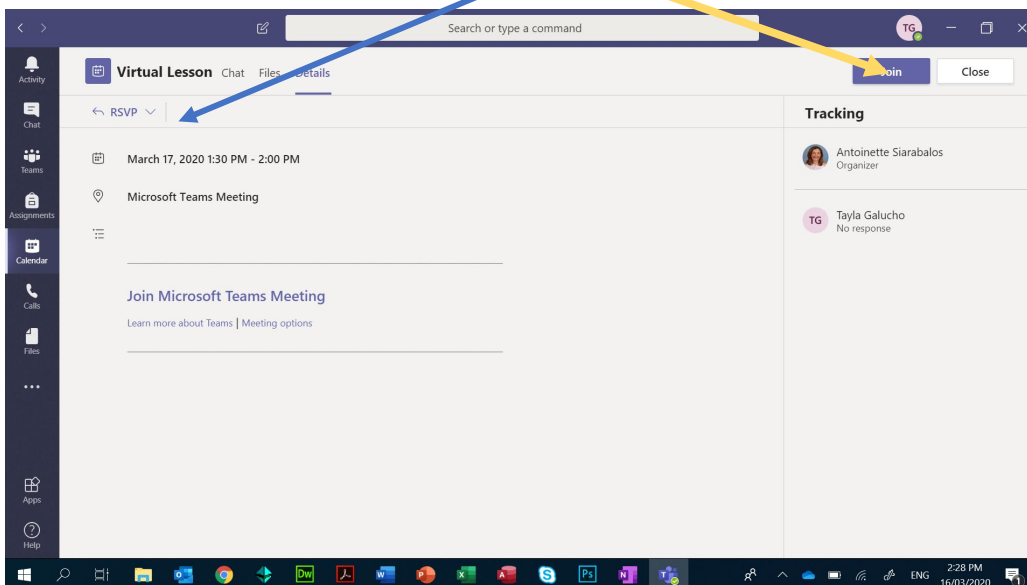 Search or type a command
TG
Activity
Chat
Teams
Assignments
Calendar
Calls
Files
Apps
Help
Virtual Lesson Chat Files Details
Join Close
RSVP
March 17, 2020 1:30 PM - 2:00 PM
Microsoft Teams Meeting
Join Microsoft Teams Meeting
Learn more about Teams | Meeting options
Tracking
Antoinette Siarabalos
Organizer
TG
Tayla Galucho
No response
Dw W P X A S Ps N T
ENG
2:28 PM
16/03/2020